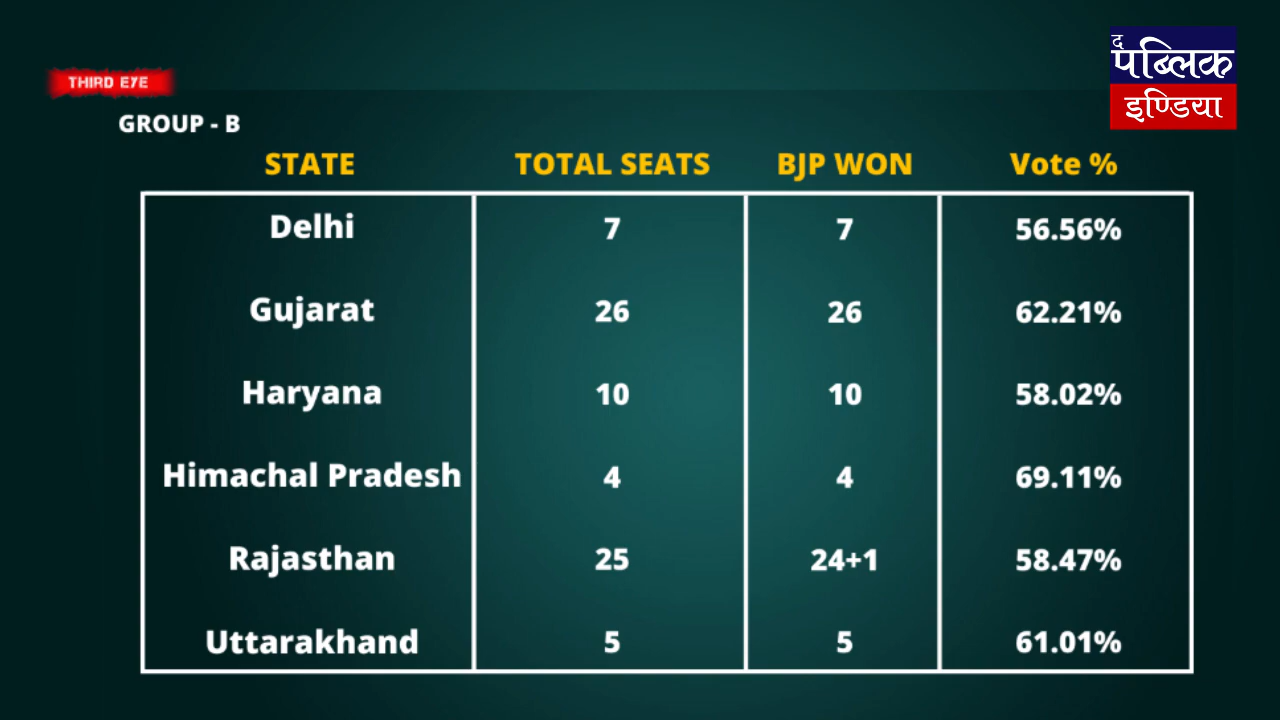 THIRD EYE
द
पब्लिक
इण्डिया
GROUP - B
STATE TOTAL SEATS BJP WON Vote %
Delhi 7 7 56.56%
Gujarat 26 26 62.21%
Haryana 10 10 58.02%
Himachal Pradesh 4 4 69.11%
Rajasthan 25 24+1 58.47%
Uttarakhand 5 5 61.01%